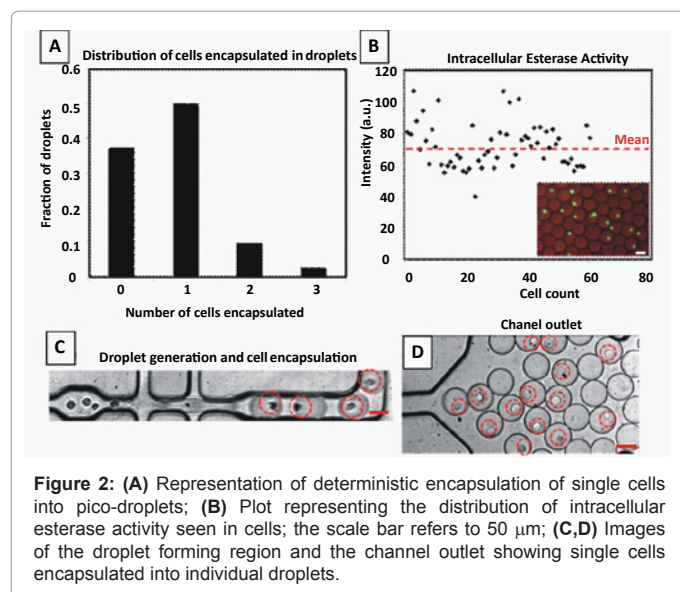 A
Distribution of cells encapsulated in droplets
0.6
0.5
0.4
0.3
0.2
0.1
0
Fraction of droplets
0 1 2 3
Number of cells encapsulated
B
Intracellular Esterase Activity
120
100
80
60
40
20
0
Intensity (a.u.)
Mean
0 20 40 60 80
Cell count
C
Droplet generation and cell encapsulation
D
Chanel outlet
Figure 2: (A) Representation of deterministic encapsulation of single cells
into pico-droplets; (B) Plot representing the distribution of intracellular
esterase activity seen in cells; the scale bar refers to 50 μm; (C,D) Images
of the droplet forming region and the channel outlet showing single cells
encapsulated into individual droplets.